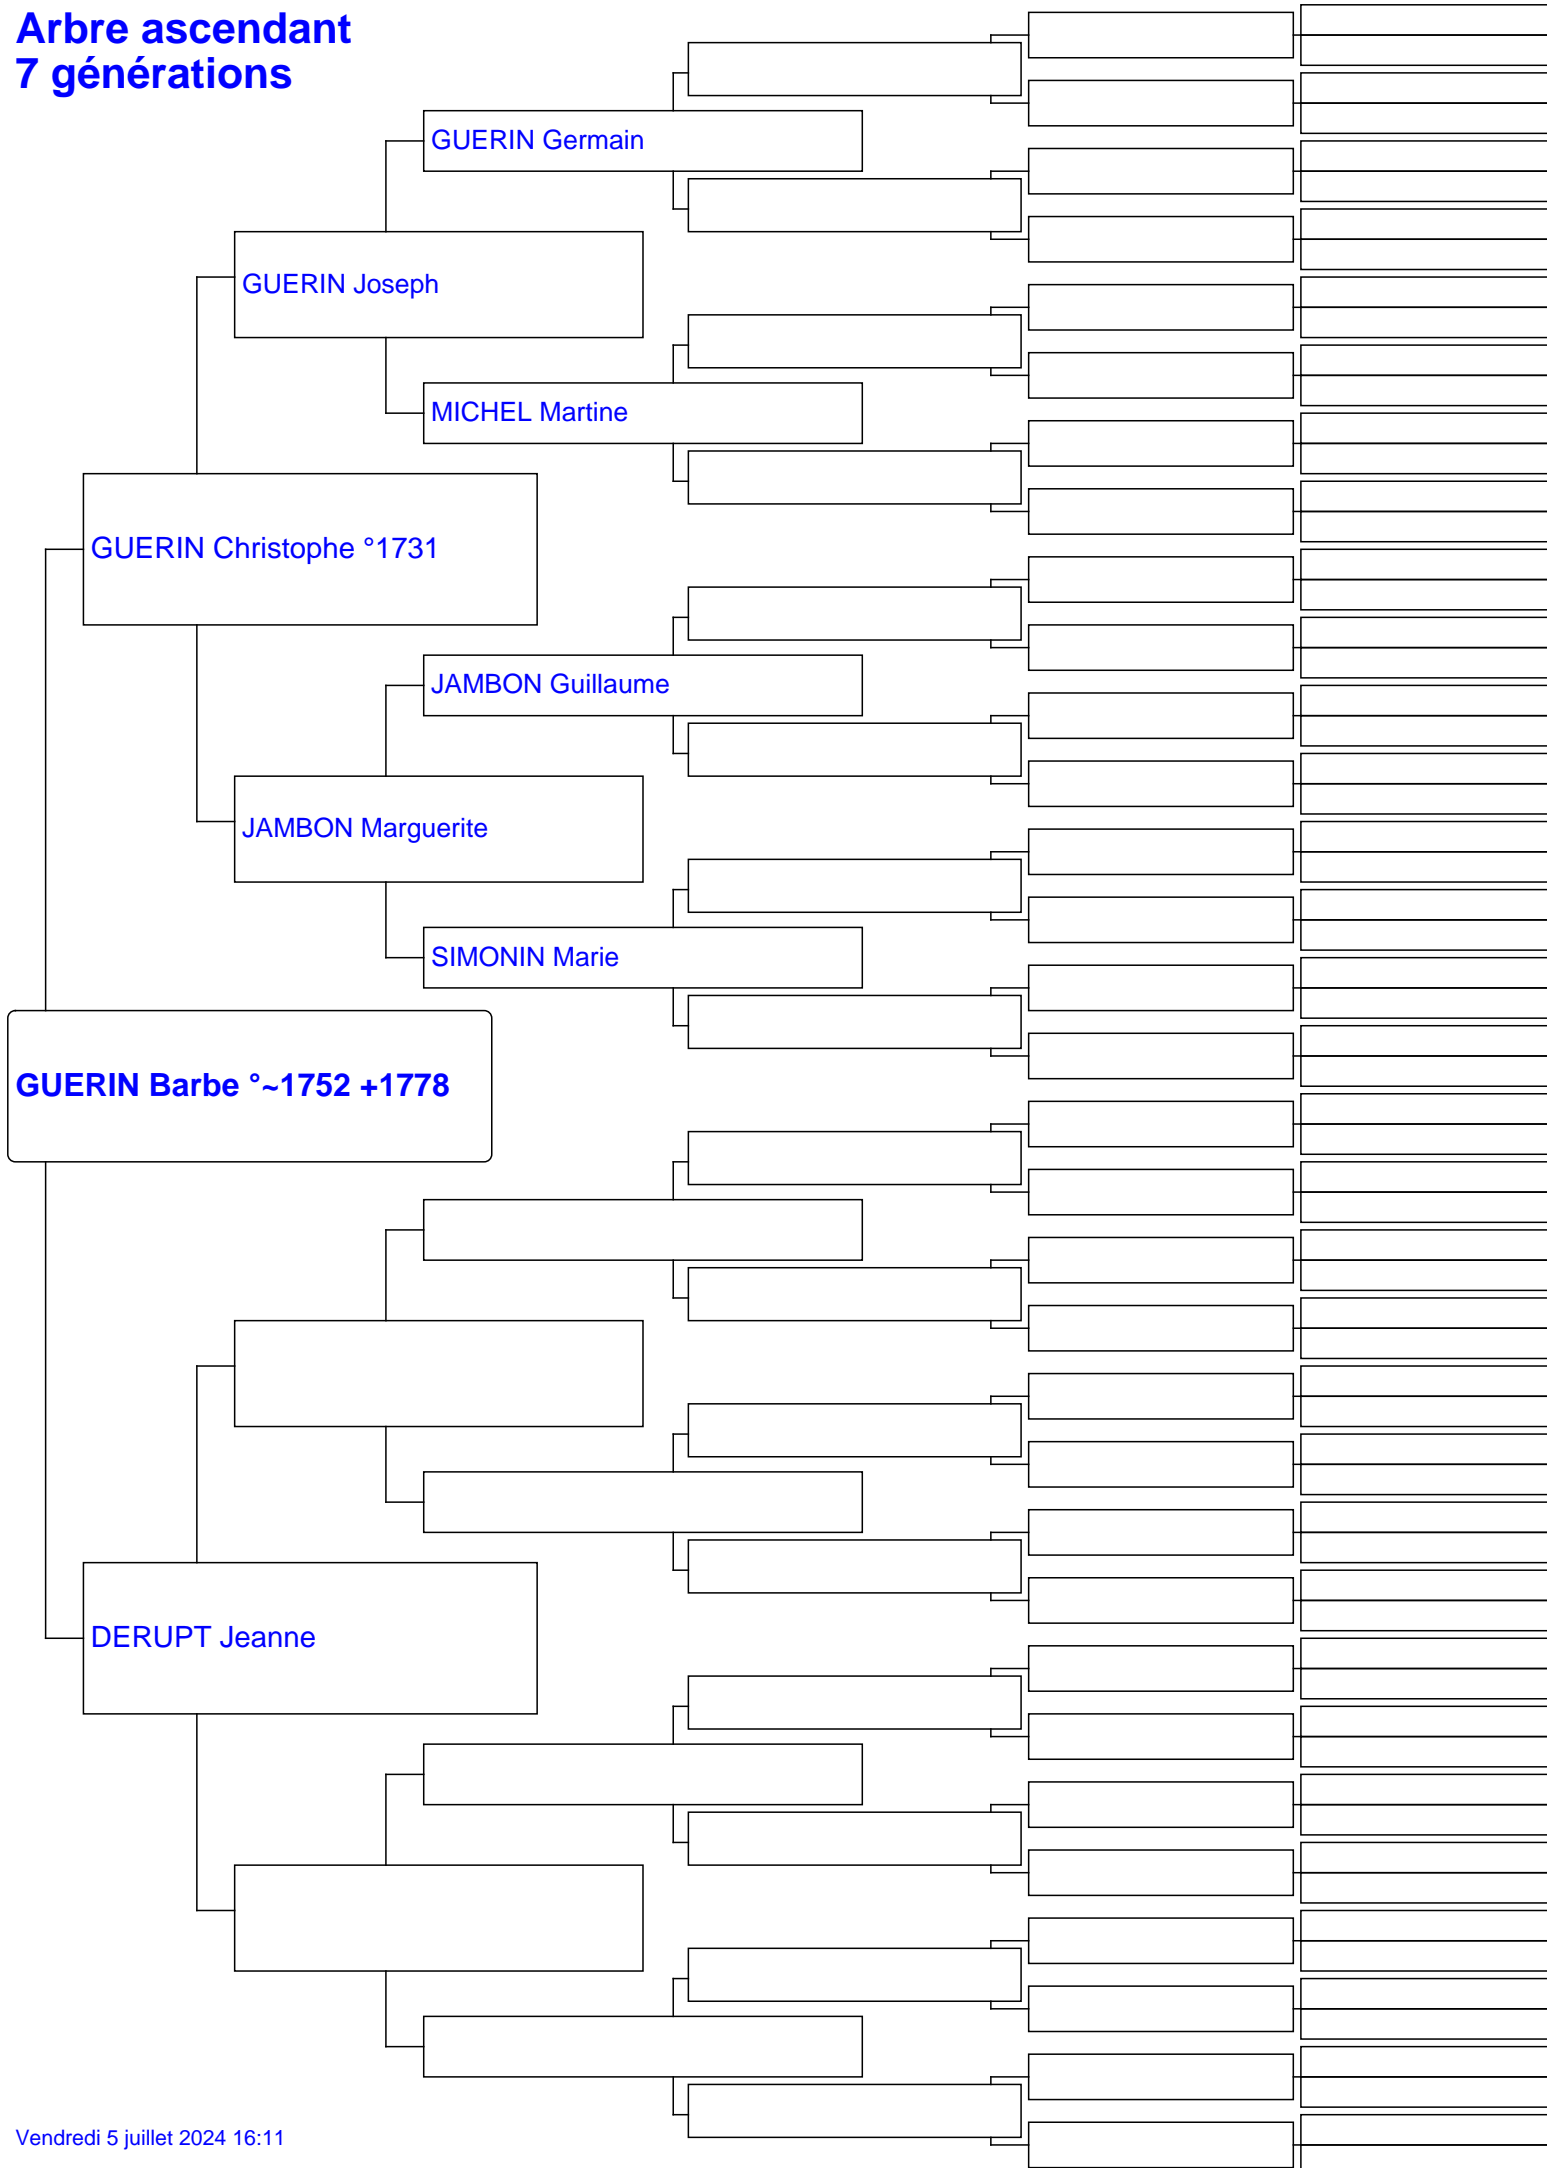 Arbre ascendant
7 générations
GUERIN Germain
GUERIN Joseph
MICHEL Martine
GUERIN Christophe °1731
JAMBON Guillaume
JAMBON Marguerite
SIMONIN Marie
GUERIN Barbe °~1752 +1778
DERUPT Jeanne
Vendredi 5 juillet 2024 16:11